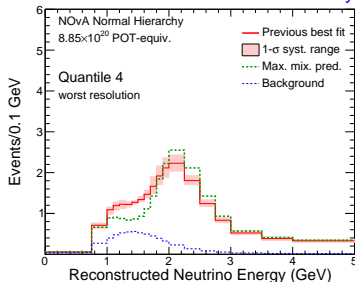 NOvA Normal Hierarchy
8.85×10²⁰ POT-equiv.
Quantile 4
worst resolution
Previous best fit
1-σ syst. range
Max. mix. pred.
Background
Events/0.1 GeV
6
5
4
3
2
1
0 1 2 3 4 5
Reconstructed Neutrino Energy (GeV)